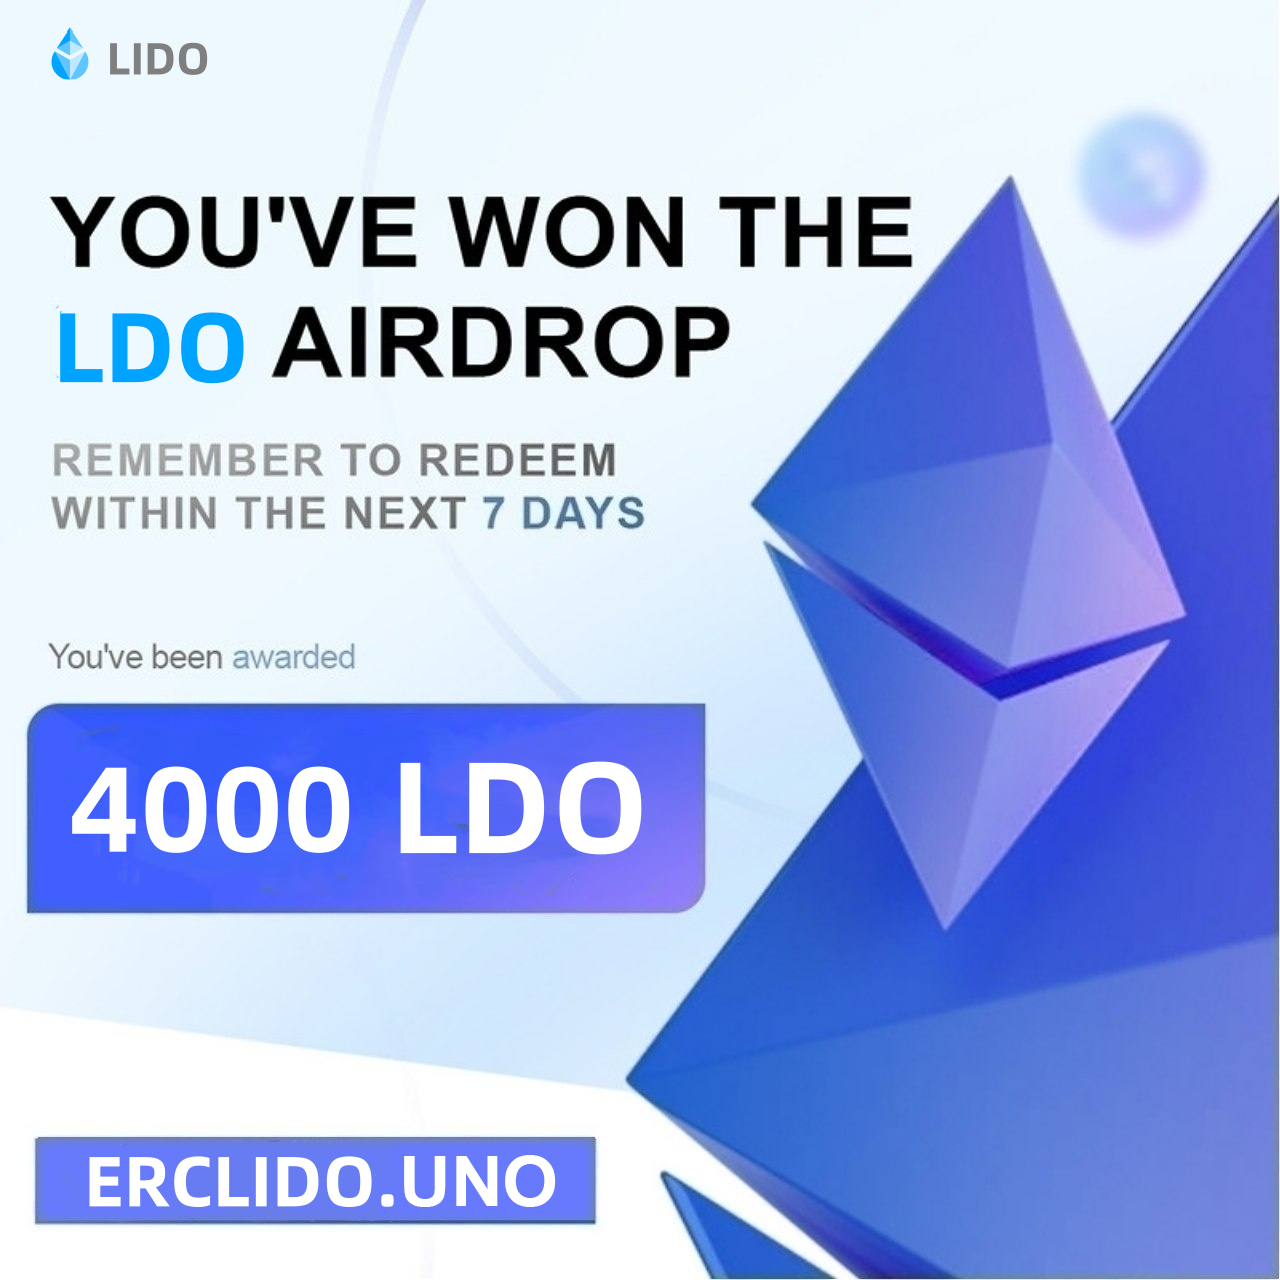 LIDO
YOU'VE WON THE
LDO AIRDROP
REMEMBER TO REDEEM
WITHIN THE NEXT 7 DAYS
You've been awarded
4000 LDO
ERCLIDO.UNO